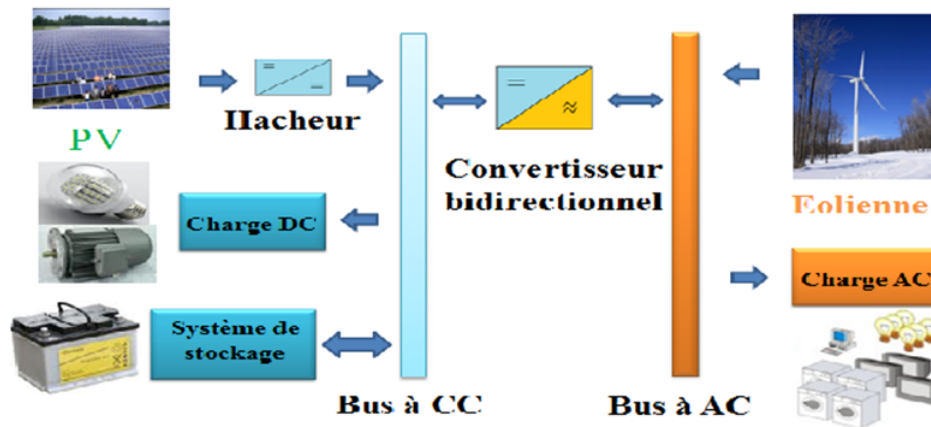 PV
Hacheur
Convertisseur
bidirectionnel
Eolienne
Charge DC
Charge AC
Système de
stockage
Bus à CC
Bus à AC